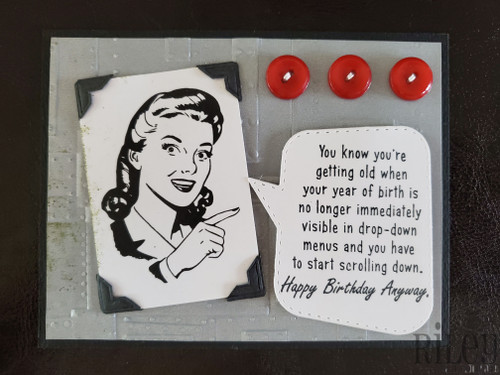 You know you're
getting old when
your year of birth is
no longer immediately
visible in drop-down
menus and you have
to start scrolling down.
Happy Birthday Anyway.
RiLey